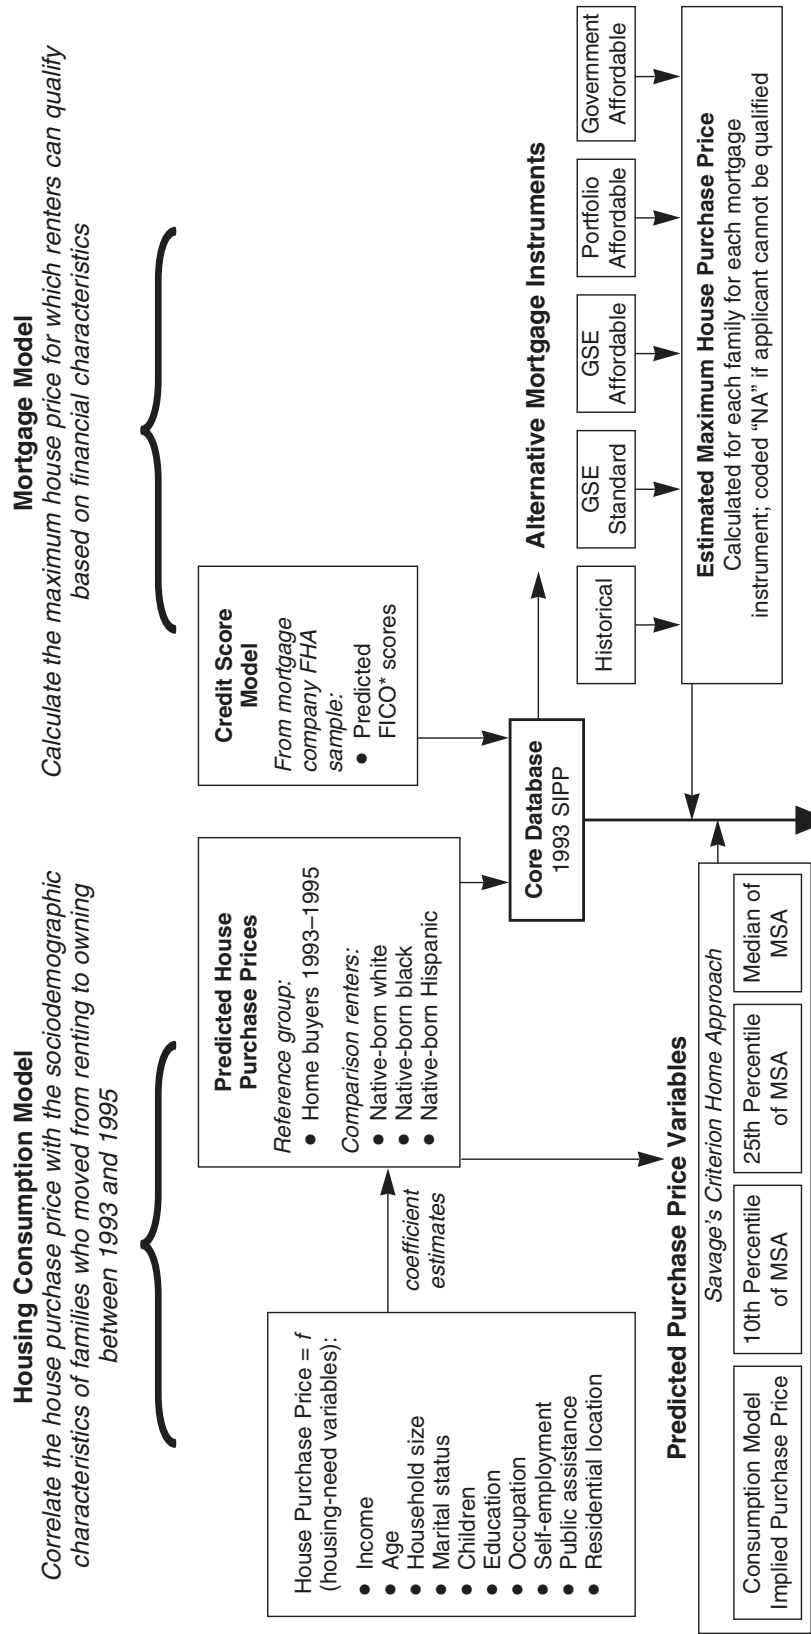 Housing Consumption Model
Correlate the house purchase price with the sociodemographic
characteristics of families who moved from renting to owning
between 1993 and 1995
Mortgage Model
Calculate the maximum house price for which renters can qualify
based on financial characteristics
House Purchase Price = f
(housing-need variables):
● Income
● Age
● Household size
● Marital status
● Children
● Education
● Occupation
● Self-employment
● Public assistance
● Residential location
coefficient
estimates
Predicted House
Purchase Prices
Reference group:
● Home buyers 1993–1995
Comparison renters:
● Native-born white
● Native-born black
● Native-born Hispanic
Credit Score
Model
From mortgage
company FHA
sample:
● Predicted
FICO* scores
Core Database
1993 SIPP
Alternative Mortgage Instruments
Historical
GSE
Standard
GSE
Affordable
Portfolio
Affordable
Government
Affordable
Estimated Maximum House Purchase Price
Calculated for each family for each mortgage
instrument; coded “NA” if applicant cannot be qualified
Predicted Purchase Price Variables
Savage’s Criterion Home Approach
Consumption Model
Implied Purchase Price
10th Percentile
of MSA
25th Percentile
of MSA
Median of
MSA